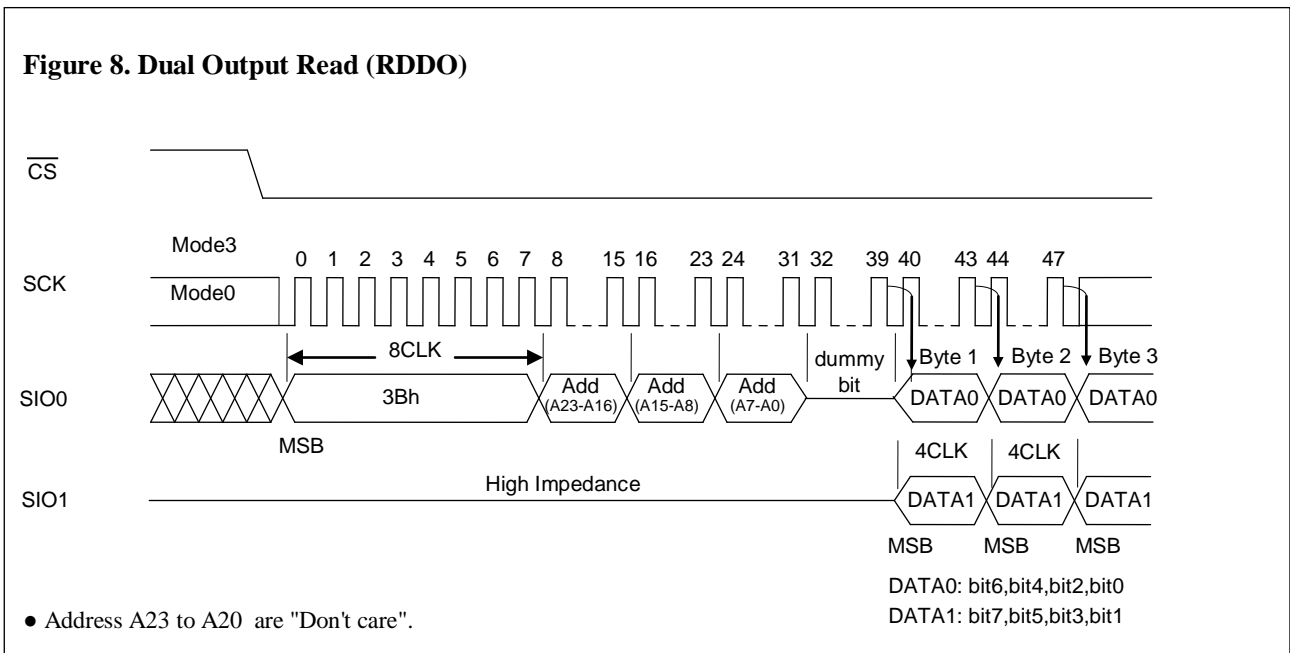 Figure 8. Dual Output Read (RDDO)
CS
Mode3
0 1 2 3 4 5 6 7 8 15 16 23 24 31 32 39 40 43 44 47
SCK
Mode0
8CLK
dummy bit
Byte 1 Byte 2 Byte 3
SIO0
3Bh
Add (A23-A16)
Add (A15-A8)
Add (A7-A0)
DATA0 DATA0 DATA0
MSB
4CLK 4CLK
SIO1
High Impedance
DATA1 DATA1 DATA1
MSB MSB MSB
DATA0: bit6,bit4,bit2,bit0
DATA1: bit7,bit5,bit3,bit1
● Address A23 to A20 are "Don't care".